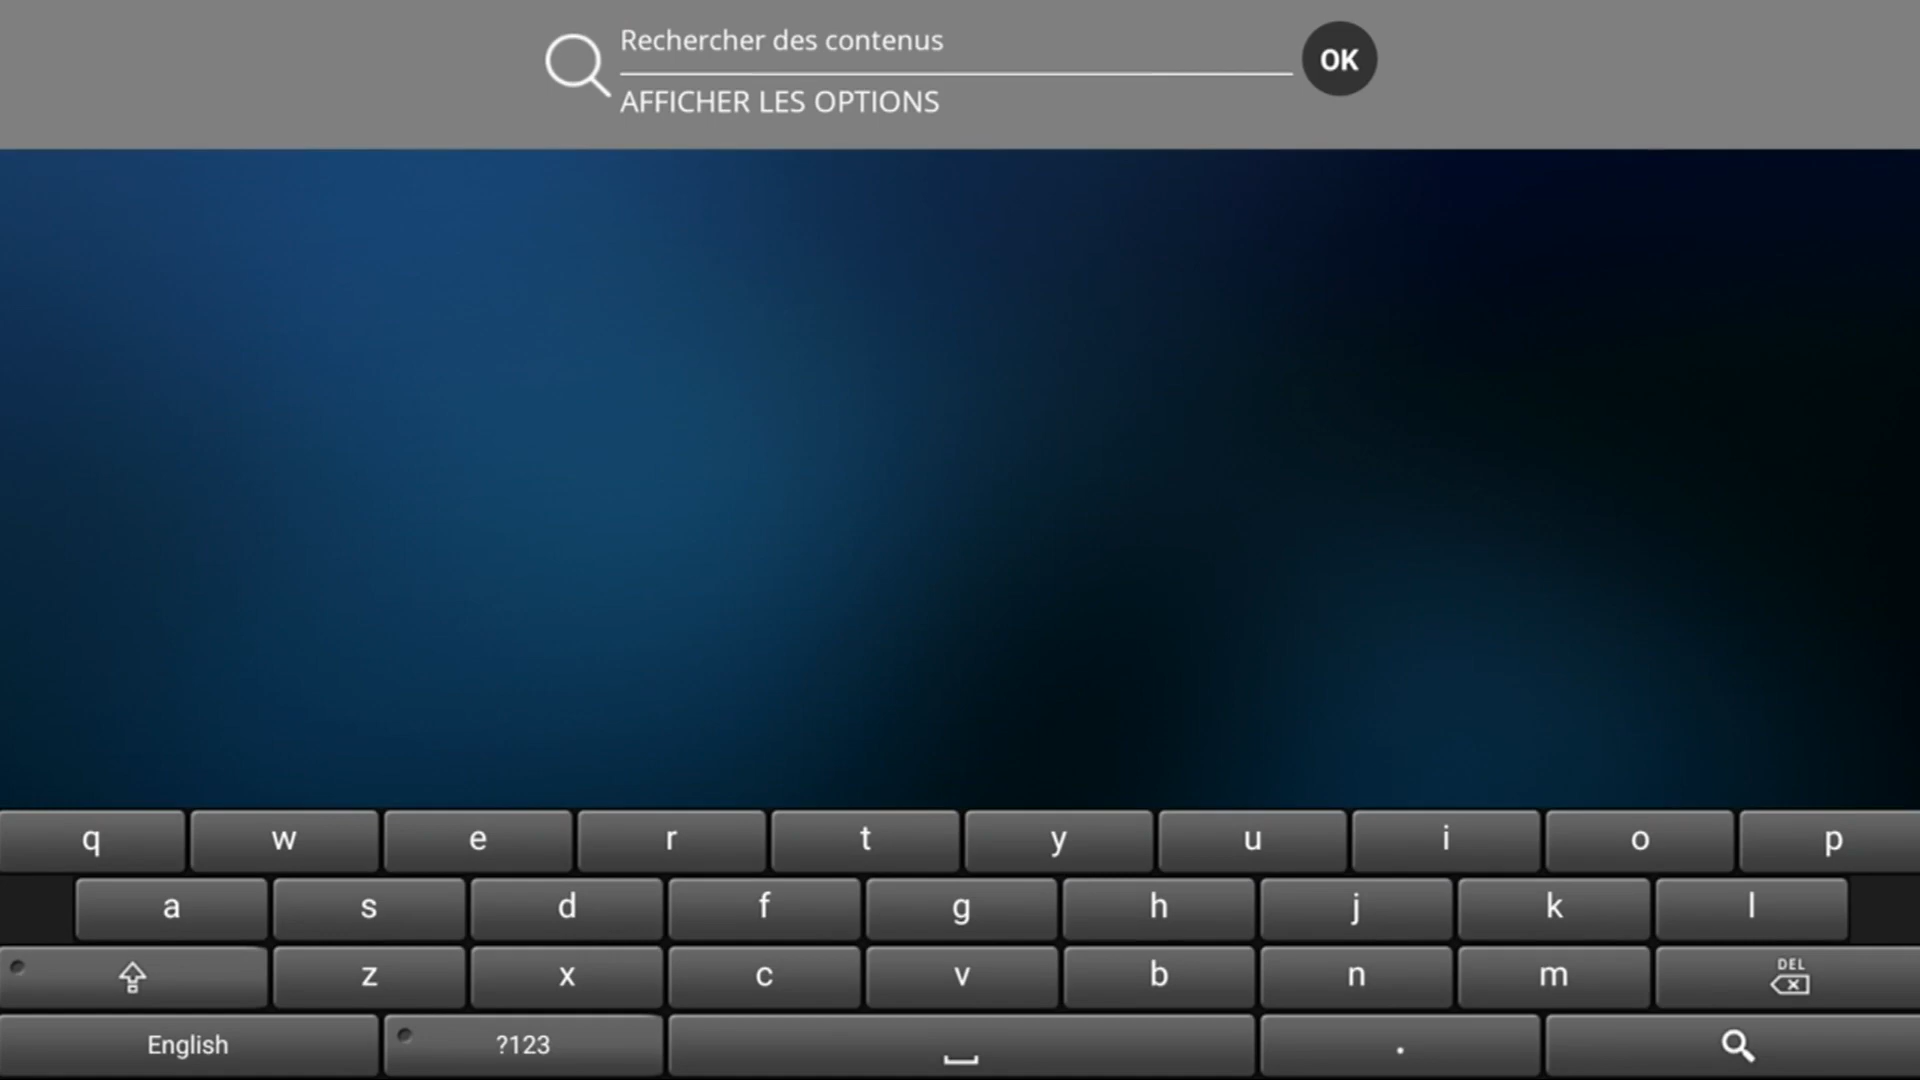 Rechercher des contenus
OK
AFFICHER LES OPTIONS
q w e r t y u i o p
a s d f g h j k l
z x c v b n m DEL
English ?123 .